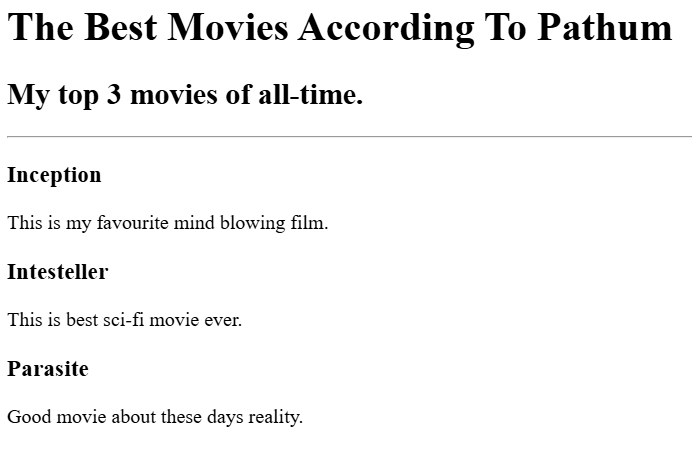 The Best Movies According To Pathum
My top 3 movies of all-time.
Inception
This is my favourite mind blowing film.
Intesteller
This is best sci-fi movie ever.
Parasite
Good movie about these days reality.